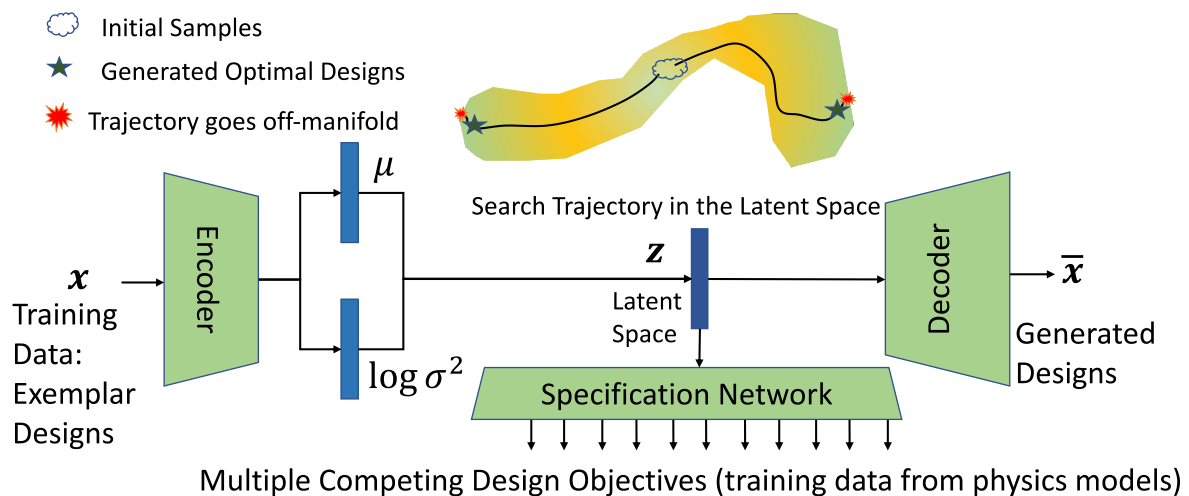 Initial Samples
Generated Optimal Designs
Trajectory goes off-manifold
μ
Search Trajectory in the Latent Space
Encoder
z
Decoder
x
x̅
Training
Data:
Exemplar
Designs
Latent
Space
Generated
Designs
log σ²
Specification Network
Multiple Competing Design Objectives (training data from physics models)